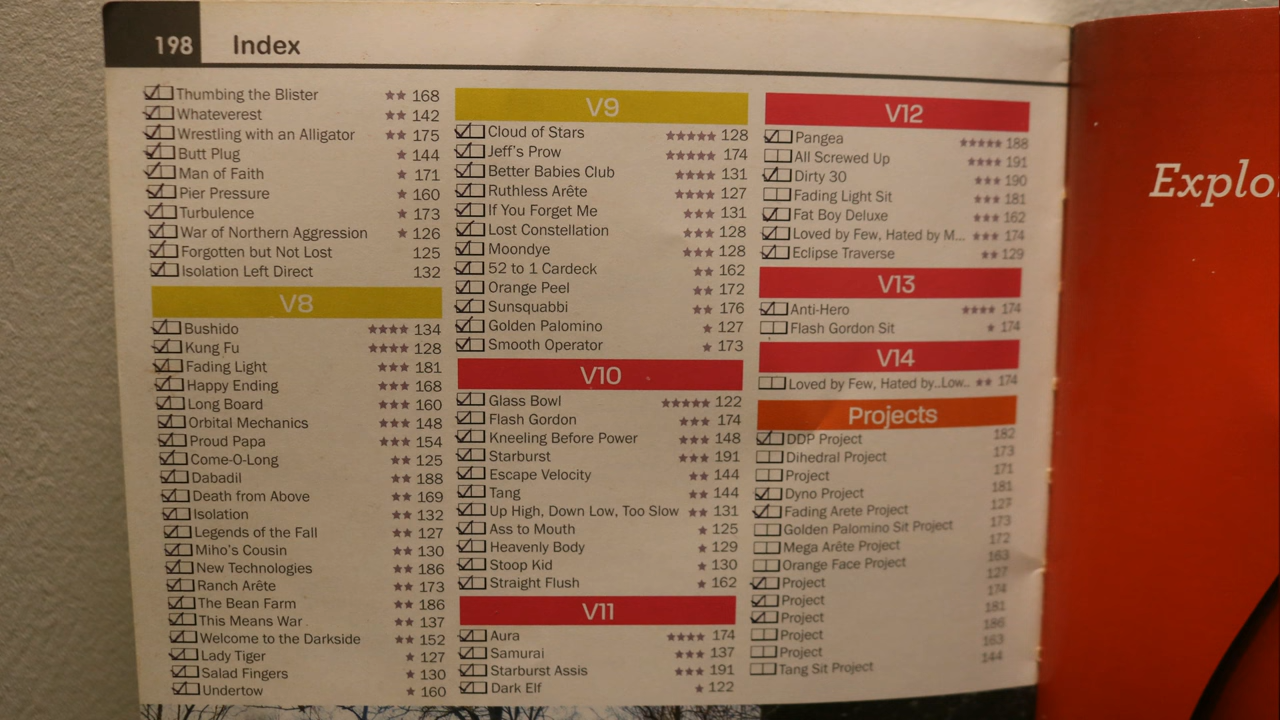 198 Index
Thumbing the Blister ★★ 168
Whateverest ★★ 142
Wrestling with an Alligator ★★ 175
Butt Plug ★ 144
Man of Faith ★ 171
Pier Pressure ★ 160
Turbulence ★ 173
War of Northern Aggression ★ 126
Forgotten but Not Lost 125
Isolation Left Direct 132
V8
Bushido ★★★★ 134
Kung Fu ★★★★ 128
Fading Light ★★★ 181
Happy Ending ★★★ 168
Long Board ★★★ 160
Orbital Mechanics ★★★ 148
Proud Papa ★★★ 154
Come-O-Long ★★ 125
Dabadil ★★ 188
Death from Above ★★ 169
Isolation ★★ 132
Legends of the Fall ★★ 127
Miho's Cousin ★★ 130
New Technologies ★★ 186
Ranch Arête ★★ 173
The Bean Farm ★★ 186
This Means War ★★ 137
Welcome to the Darkside ★★ 152
Lady Tiger ★ 127
Salad Fingers ★ 130
Undertow ★ 160
V9
Cloud of Stars ★★★★★ 128
Jeff's Prow ★★★★★ 174
Better Babies Club ★★★★ 131
Ruthless Arête ★★★★ 127
If You Forget Me ★★★ 131
Lost Constellation ★★★ 128
Moondye ★★★ 128
52 to 1 Cardeck ★★ 162
Orange Peel ★★ 172
Sunsquabbi ★★ 176
Golden Palomino ★ 127
Smooth Operator ★ 173
V10
Glass Bowl ★★★★★ 122
Flash Gordon ★★★ 174
Kneeling Before Power ★★★ 148
Starburst ★★★ 191
Escape Velocity ★★ 144
Tang ★★ 144
Up High, Down Low, Too Slow ★★ 131
Ass to Mouth ★ 125
Heavenly Body ★ 129
Stoop Kid ★ 130
Straight Flush ★ 162
V11
Aura ★★★★ 174
Samurai ★★★ 137
Starburst Assis ★★★ 191
Dark Elf ★ 122
V12
Pangea ★★★★★ 188
All Screwed Up ★★★★ 191
Dirty 30 ★★★ 190
Fading Light Sit ★★★ 181
Fat Boy Deluxe ★★★ 162
Loved by Few, Hated by M... ★★★ 174
Eclipse Traverse ★★ 129
V13
Anti-Hero ★★★★ 174
Flash Gordon Sit ★ 174
V14
Loved by Few, Hated by..Low.. ★★ 174
Projects
DDP Project 182
Dihedral Project 173
Project 171
Dyno Project 181
Fading Arete Project 127
Golden Palomino Sit Project 173
Mega Arête Project 172
Orange Face Project 163
Project 127
Project 174
Project 181
Project 186
Project 163
Tang Sit Project 144
Explo